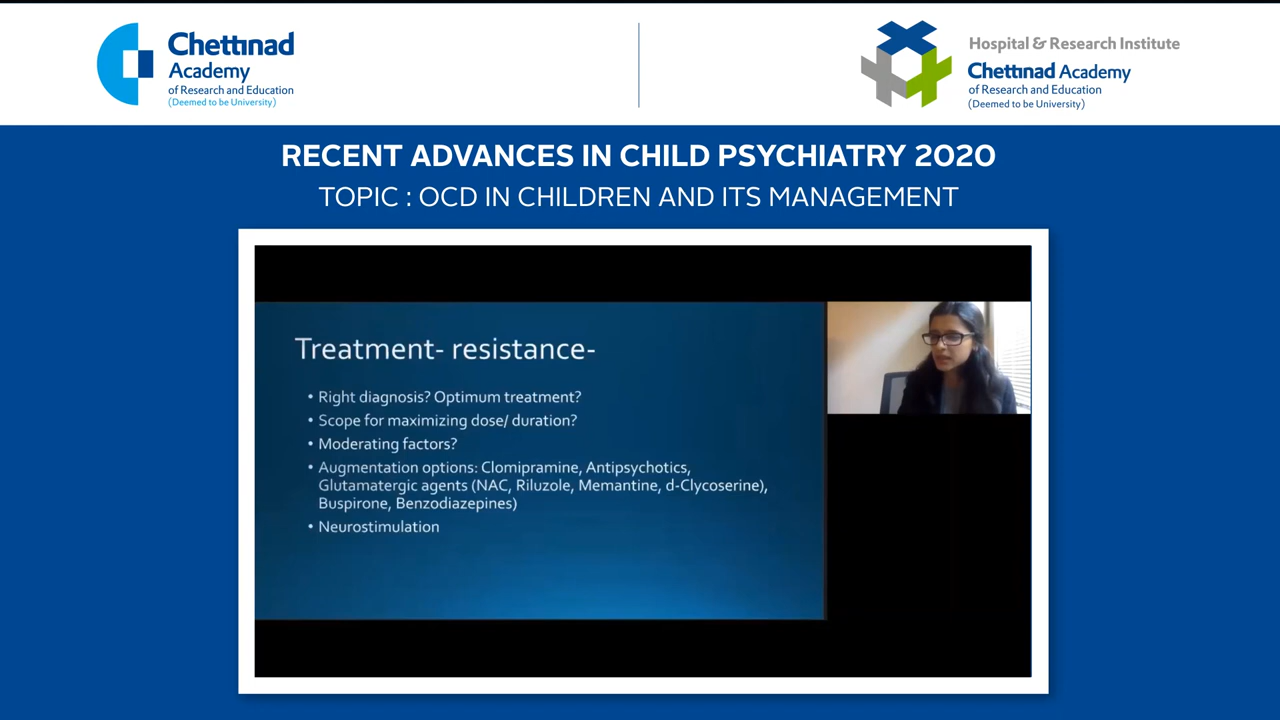 Chettinad
Academy
of Research and Education
(Deemed to be University)
Hospital & Research Institute
Chettinad Academy
of Research and Education
(Deemed to be University)
RECENT ADVANCES IN CHILD PSYCHIATRY 2020
TOPIC : OCD IN CHILDREN AND ITS MANAGEMENT
Treatment- resistance-
• Right diagnosis? Optimum treatment?
• Scope for maximizing dose/ duration?
• Moderating factors?
• Augmentation options: Clomipramine, Antipsychotics,
Glutamatergic agents (NAC, Riluzole, Memantine, d-Clycoserine),
Buspirone, Benzodiazepines)
• Neurostimulation